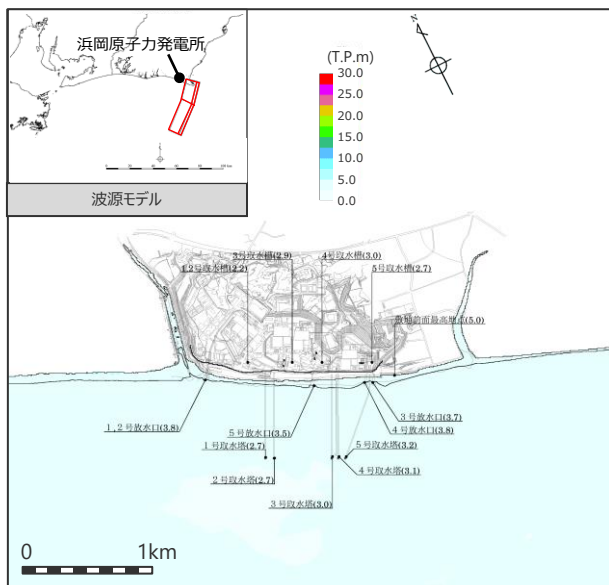 浜岡原子力発電所
波源モデル
(T.P.m)
30.0
25.0
20.0
15.0
10.0
5.0
0.0
3号取水槽(2.9)
4号取水槽(3.0)
1,2号取水槽(2.2)
5号取水槽(2.7)
敷地前面最高地点(5.0)
1,2号放水口(3.8)
5号放水口(3.5)
3号放水口(3.7)
4号放水口(3.8)
1号取水塔(2.7)
5号取水塔(3.2)
2号取水塔(2.7)
4号取水塔(3.1)
3号取水塔(3.0)
0 1km